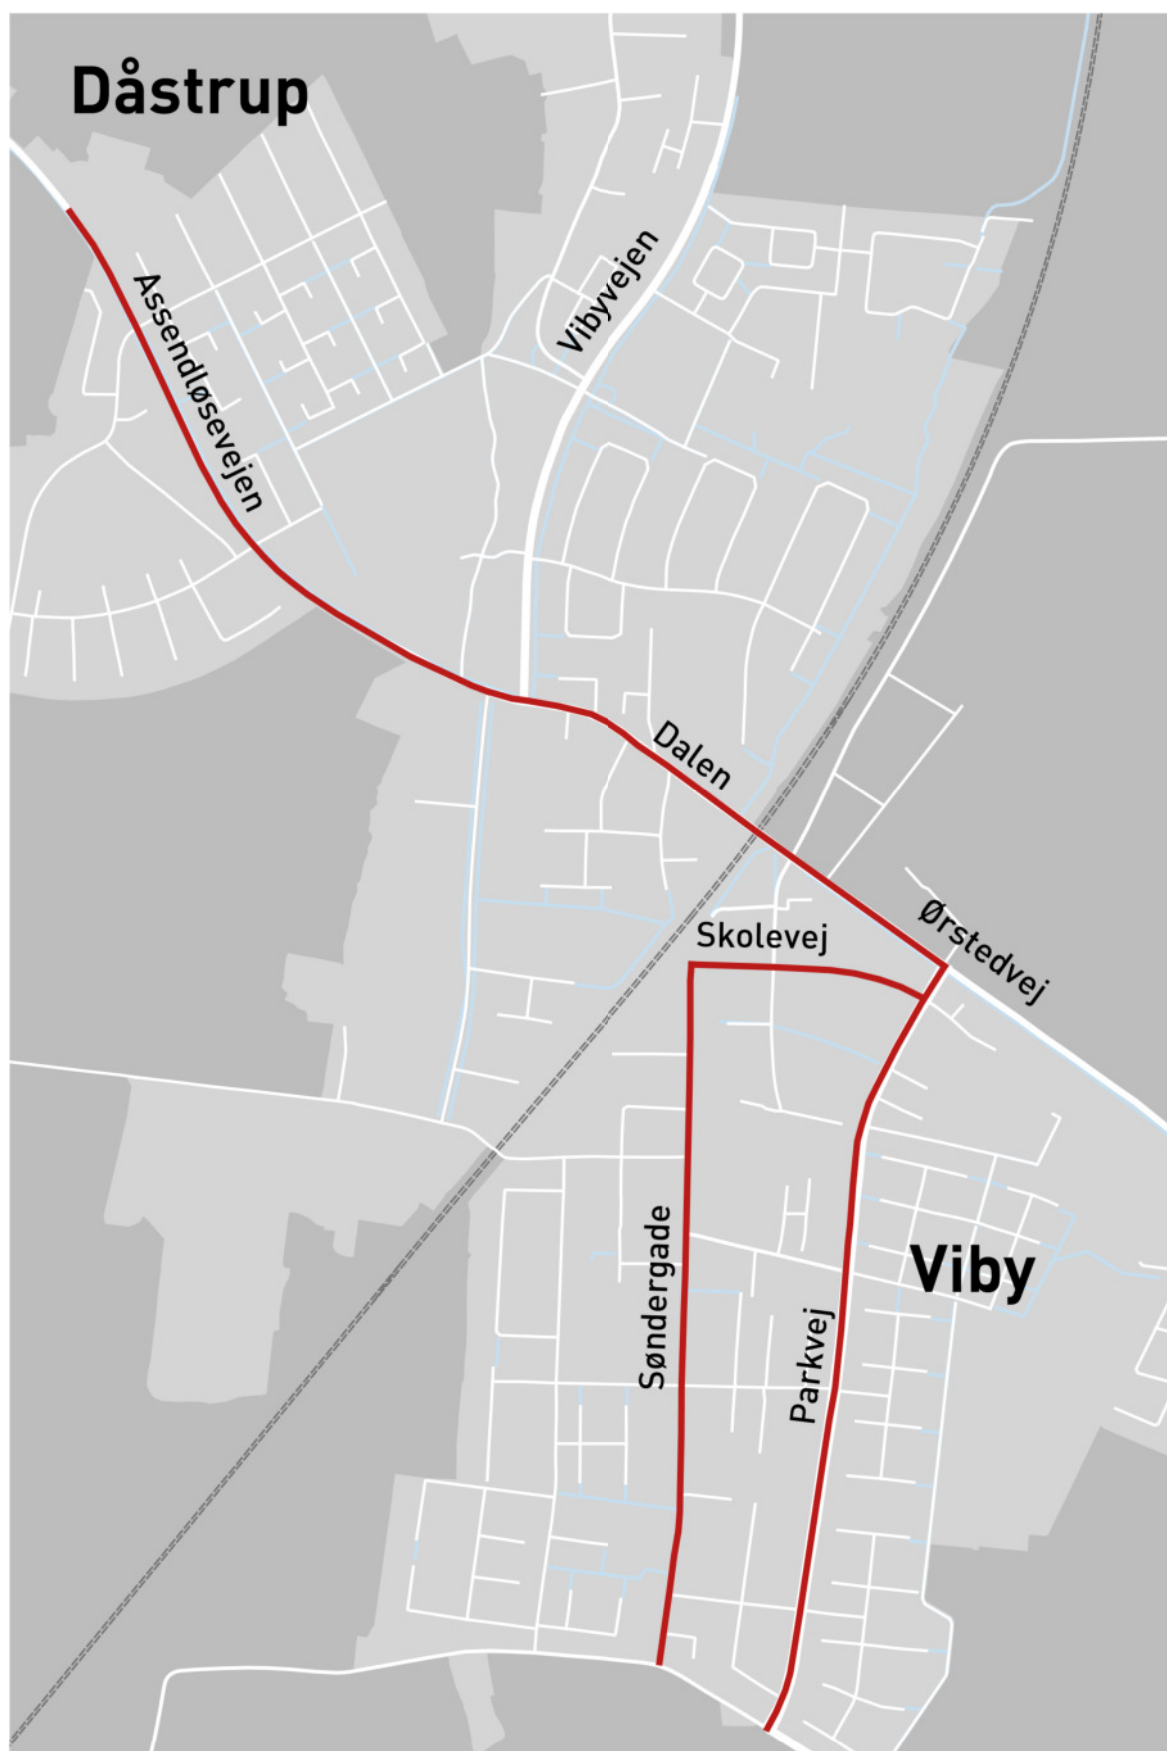 Dåstrup
Vibyvejen
Assendløsevejen
Dalen
Ørstedvej
Skolevej
Søndergade
Viby
Parkvej